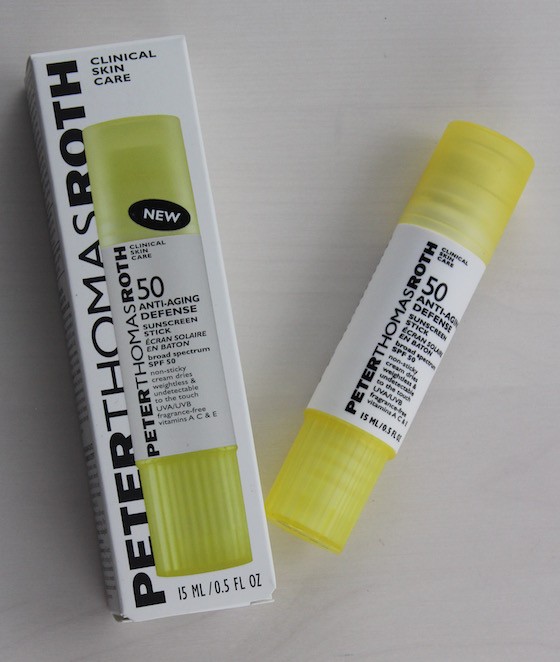 CLINICAL
SKIN
CARE
PETERTHOMASROTH
NEW
CLINICAL
SKIN
CARE
PETERTHOMASROTH
50
ANTI-AGING
DEFENSE
SUNSCREEN
STICK
ÉCRAN SOLAIRE
EN BATON
broad spectrum
SPF 50
non-sticky
cream dries
weightless &
undetectable
to the touch
UVA/UVB
fragrance-free
vitamins A C & E
15 ML/0.5 FL OZ
CLINICAL
SKIN
CARE
PETERTHOMASROTH
50
ANTI-AGING
DEFENSE
SUNSCREEN
STICK
ÉCRAN SOLAIRE
EN BATON
broad spectrum
SPF 50
non-sticky
cream dries
weightless &
undetectable
to the touch
UVA/UVB
fragrance-free
vitamins A C & E
15 ML/0.5 FL OZ